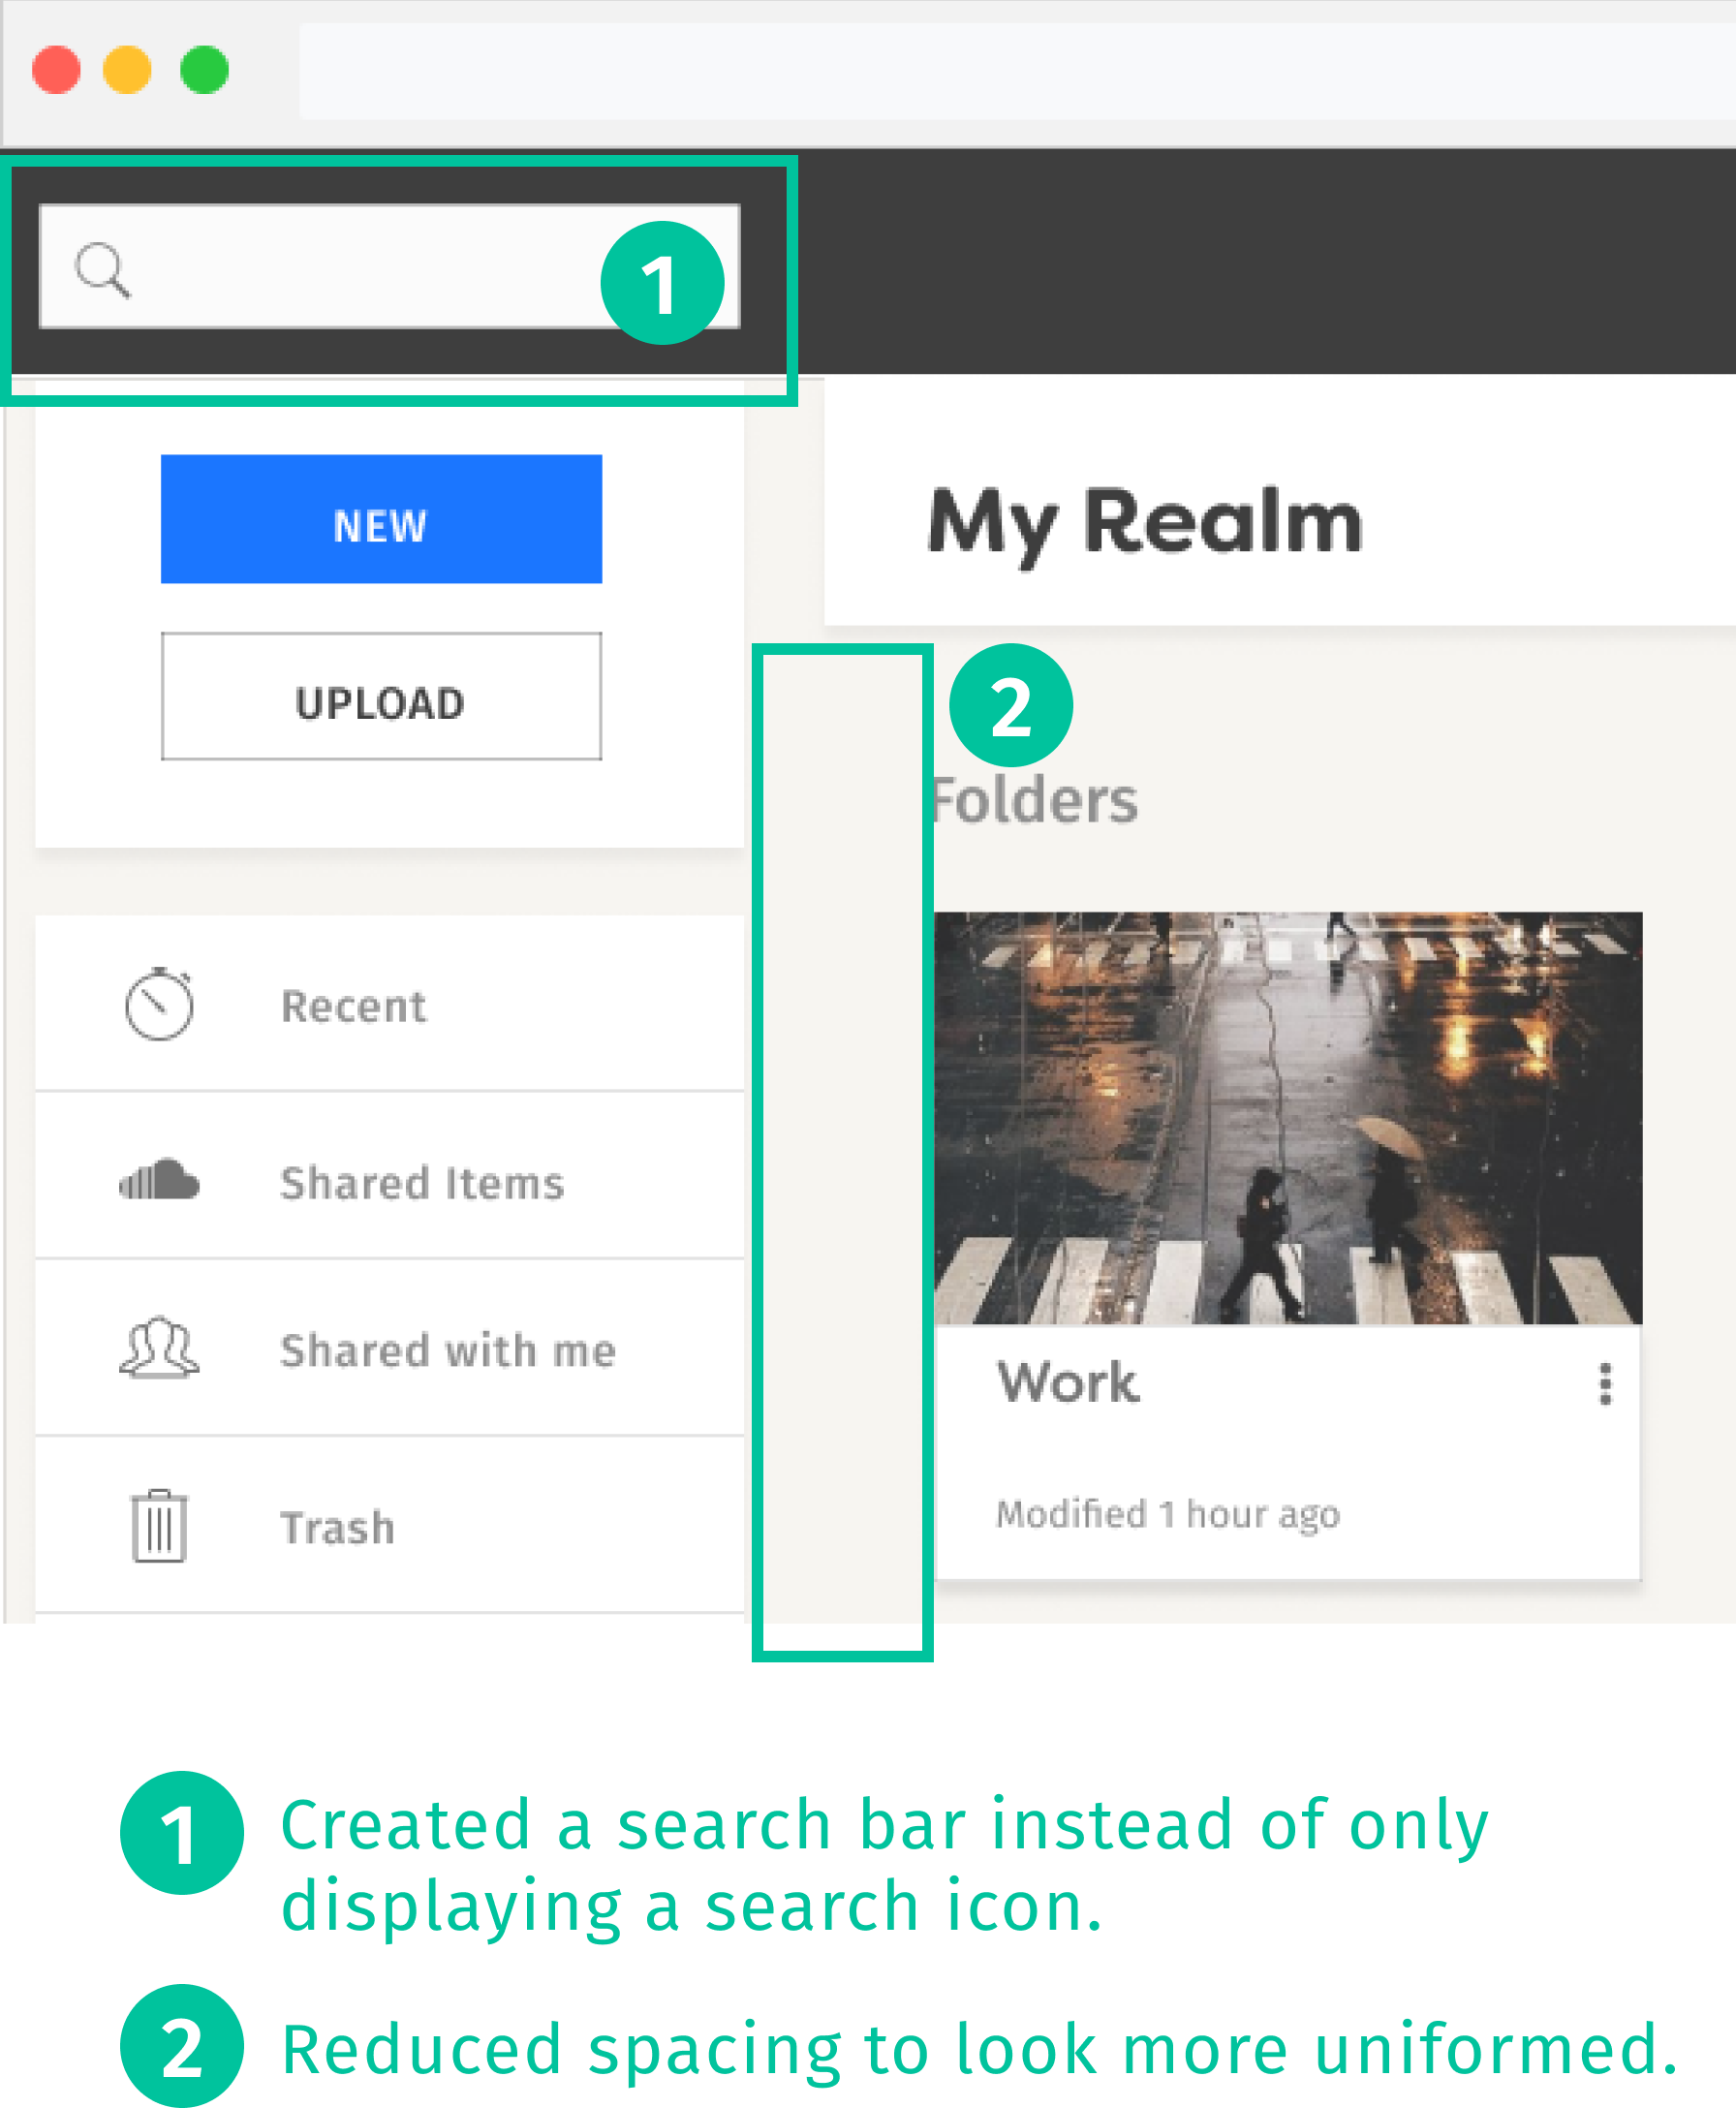 1
NEW
My Realm
UPLOAD
2
Folders
Recent
Shared Items
Shared with me
Work
Trash
Modified 1 hour ago
1 Created a search bar instead of only
displaying a search icon.
2 Reduced spacing to look more uniformed.